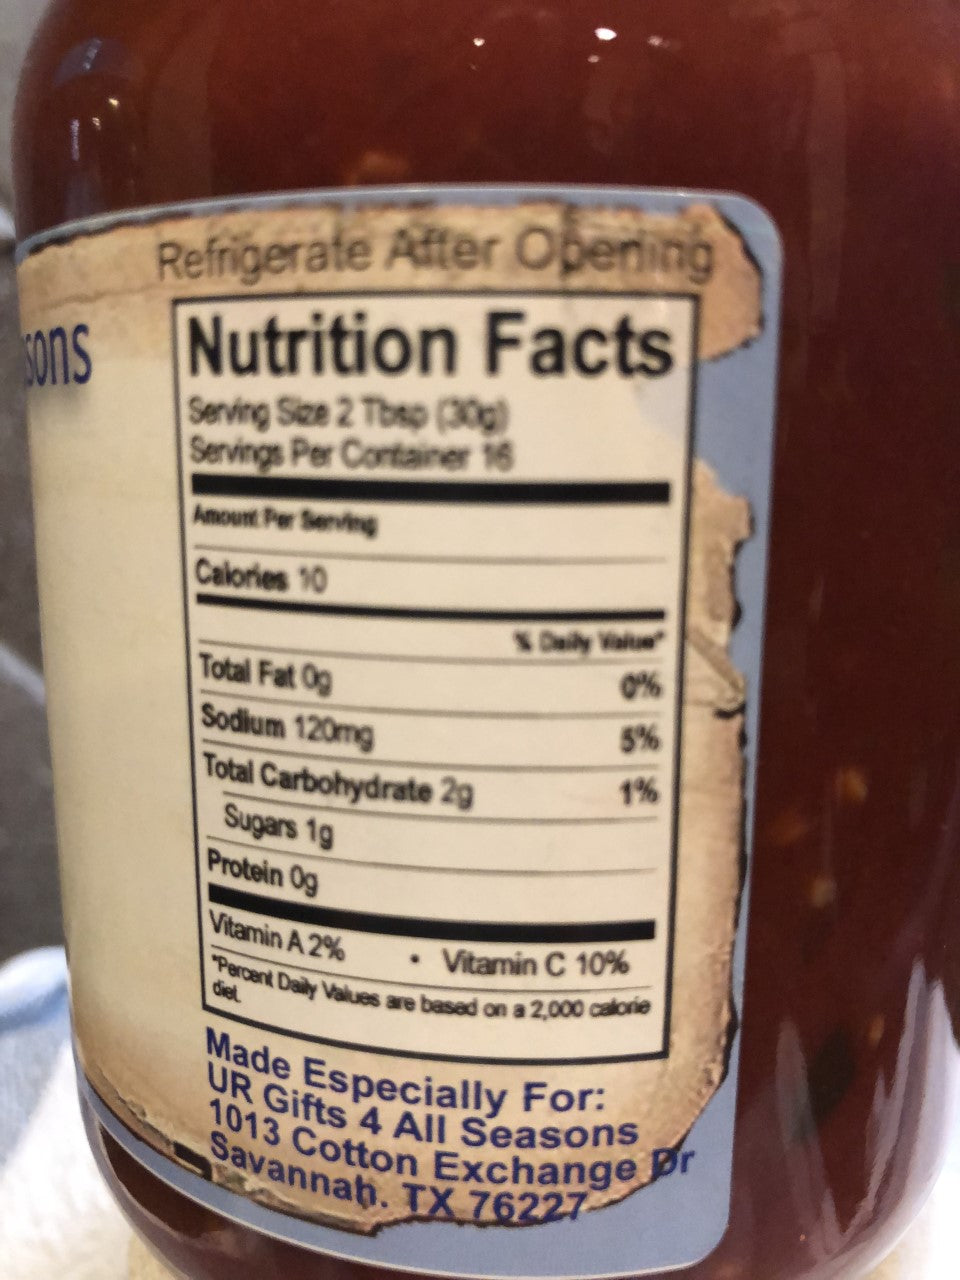 Refrigerate After Opening
sons
Nutrition Facts
Serving Size 2 Tbsp (30g)
Servings Per Container 16
Amount Per Serving
Calories 10
% Daily Value*
Total Fat 0g 0%
Sodium 120mg 5%
Total Carbohydrate 2g 1%
Sugars 1g
Protein 0g
Vitamin A 2% • Vitamin C 10%
*Percent Daily Values are based on a 2,000 calorie
diet.
Made Especially For:
UR Gifts 4 All Seasons
1013 Cotton Exchange Dr
Savannah. TX 76227